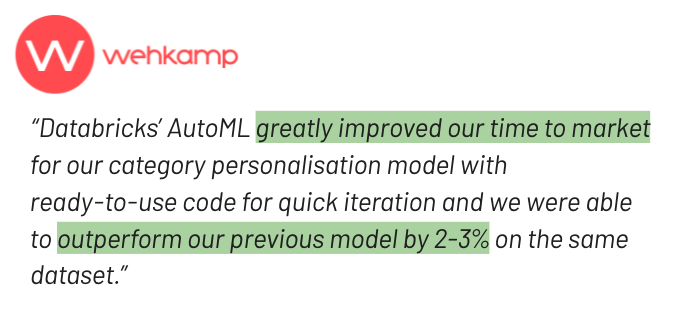 wehkamp
“Databricks’ AutoML greatly improved our time to market
for our category personalisation model with
ready-to-use code for quick iteration and we were able
to outperform our previous model by 2-3% on the same
dataset.”